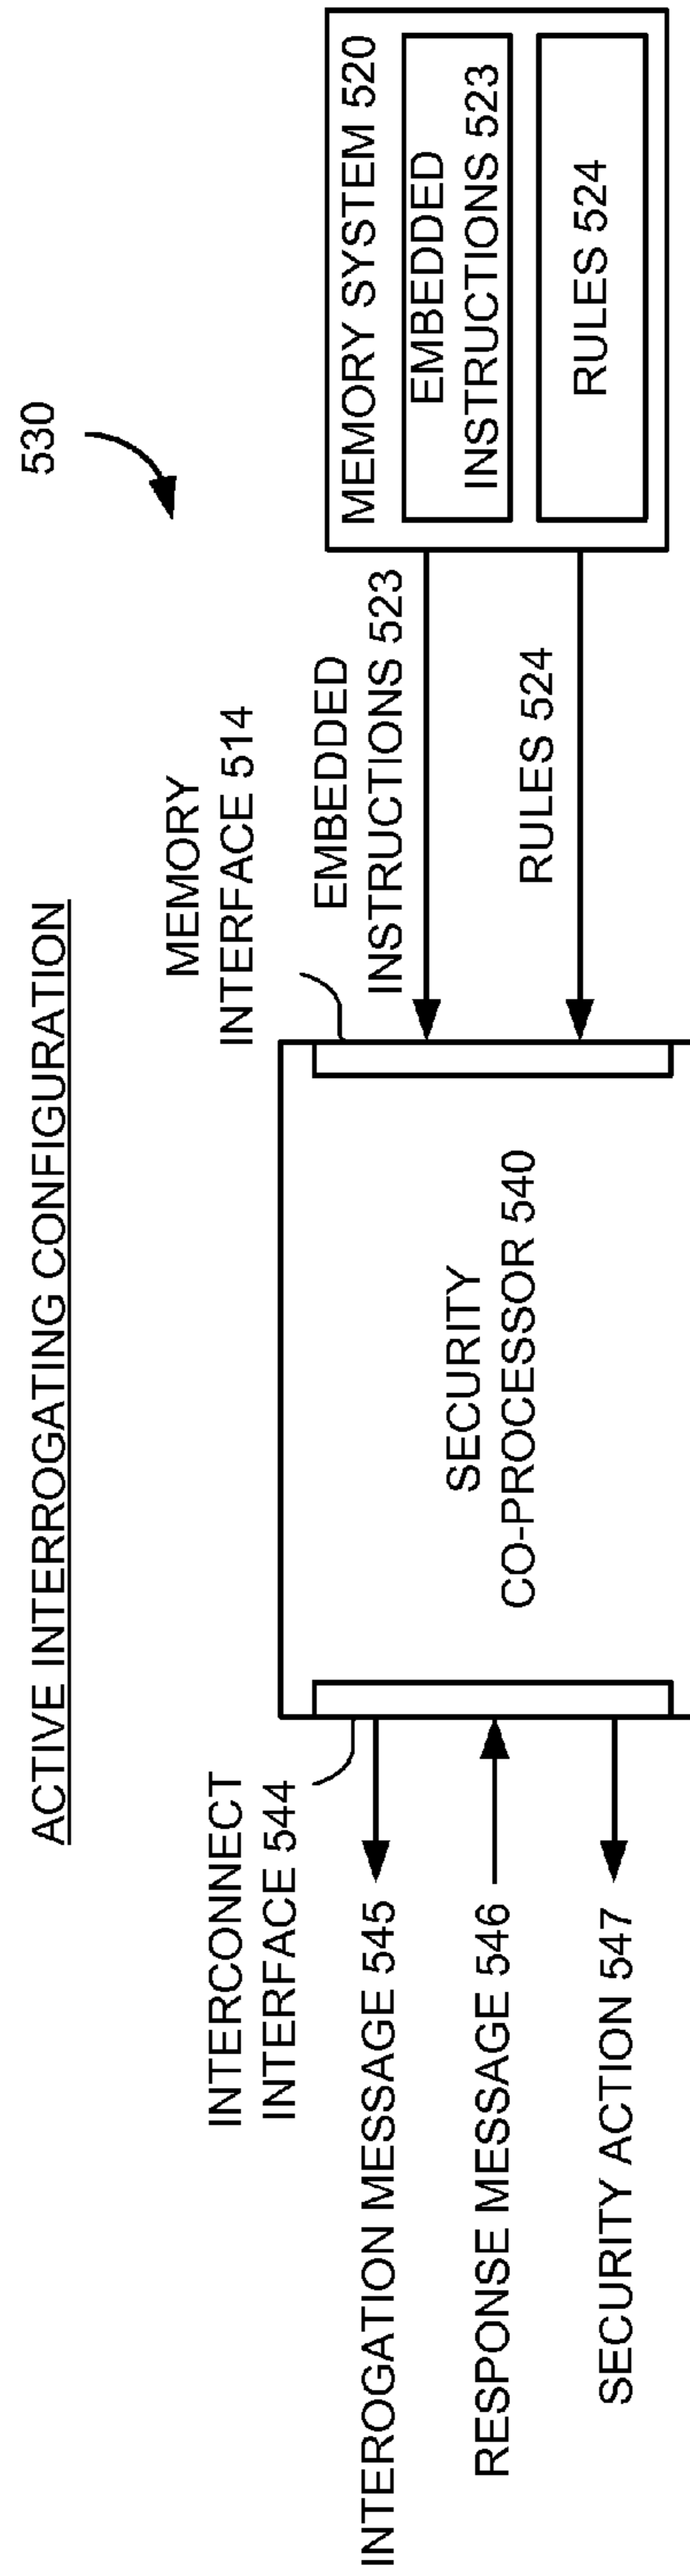 ACTIVE INTERROGATING CONFIGURATION
530
INTERCONNECT
INTERFACE 544
INTEROGATION MESSAGE 545
RESPONSE MESSAGE 546
SECURITY ACTION 547
SECURITY
CO-PROCESSOR 540
MEMORY
INTERFACE 514
EMBEDDED
INSTRUCTIONS 523
RULES 524
MEMORY SYSTEM 520
EMBEDDED
INSTRUCTIONS 523
RULES 524